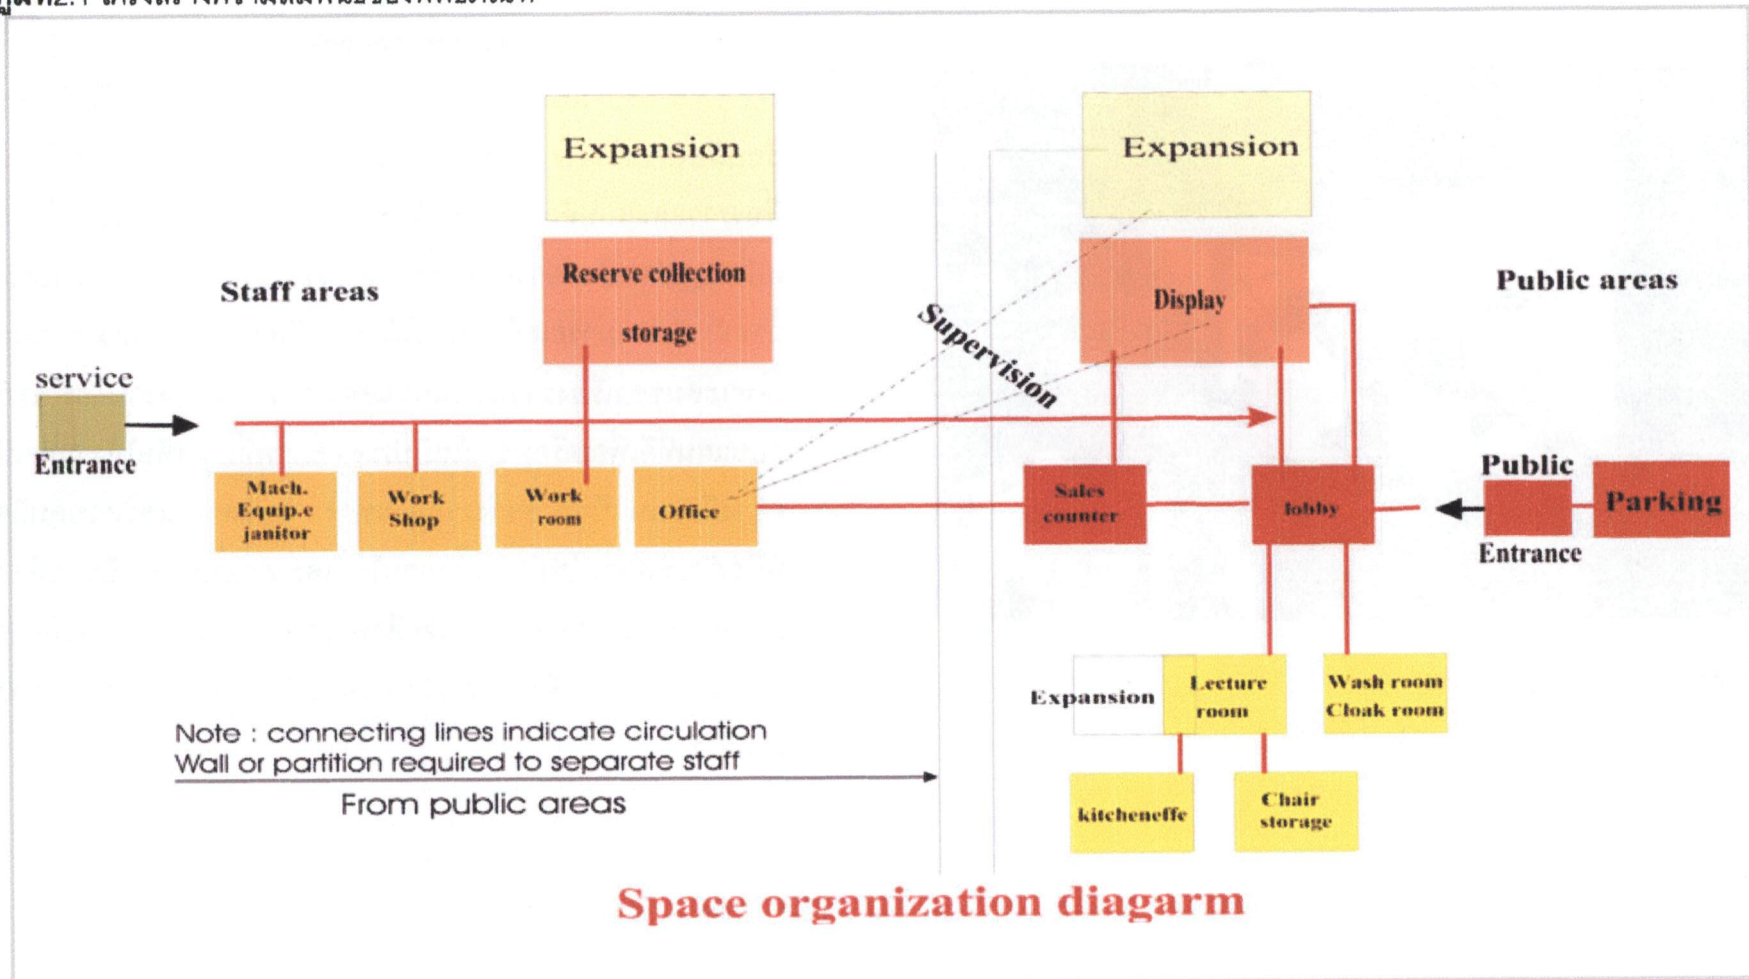 Expansion
Expansion
Staff areas
Reserve collection
storage
Supervision
Display
Public areas
service
Entrance
Mach.
Equip.e
janitor
Work
Shop
Work
room
Office
Sales
counter
lobby
Public
Entrance
Parking
Expansion
Lecture
room
Wash room
Cloak room
kitcheneffe
Chair
storage
Note : connecting lines indicate circulation
Wall or partition required to separate staff
From public areas
Space organization diagarm